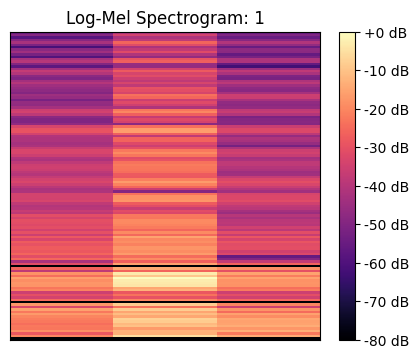 Log-Mel Spectrogram: 1
+0 dB
-10 dB
-20 dB
-30 dB
-40 dB
-50 dB
-60 dB
-70 dB
-80 dB